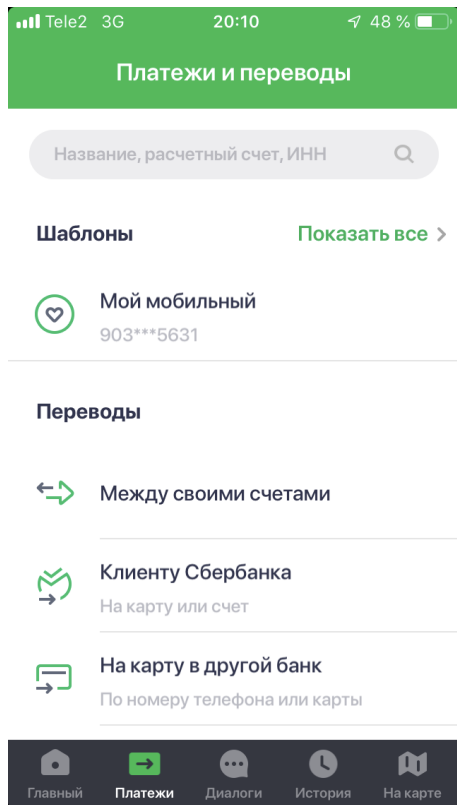 Tele2 3G 20:10 48 %
Платежи и переводы
Название, расчетный счет, ИНН
Шаблоны Показать все
Мой мобильный
903***5631
Переводы
Между своими счетами
Клиенту Сбербанка
На карту или счет
На карту в другой банк
По номеру телефона или карты
Главный Платежи Диалоги История На карте